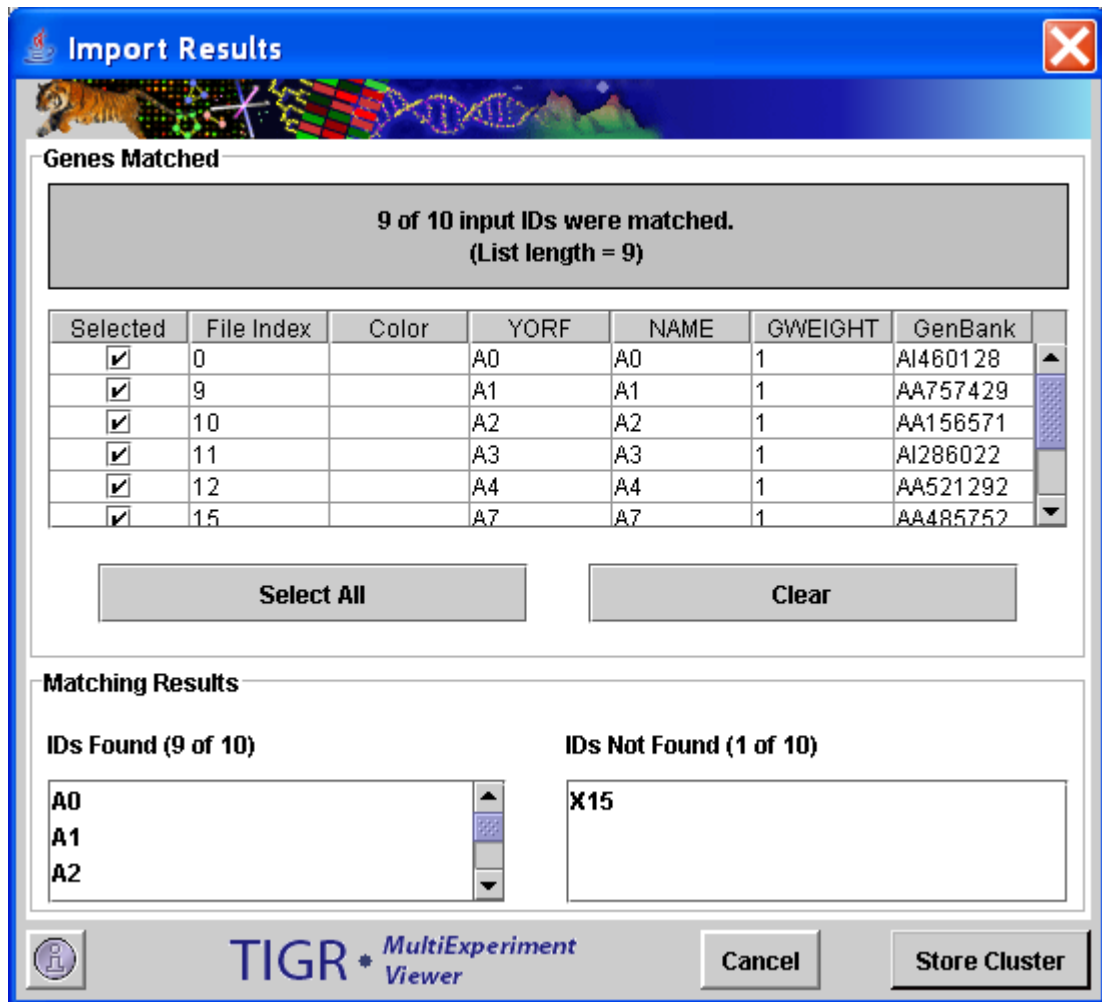 Import Results
Genes Matched
9 of 10 input IDs were matched.
(List length = 9)
Selected File Index Color YORF NAME GWEIGHT GenBank
0 A0 A0 1 AI460128
9 A1 A1 1 AA757429
10 A2 A2 1 AA156571
11 A3 A3 1 AI286022
12 A4 A4 1 AA521292
15 A7 A7 1 AA485752
Select All Clear
Matching Results
IDs Found (9 of 10) IDs Not Found (1 of 10)
A0 X15
A1
A2
TIGR MultiExperiment
Viewer
Cancel Store Cluster